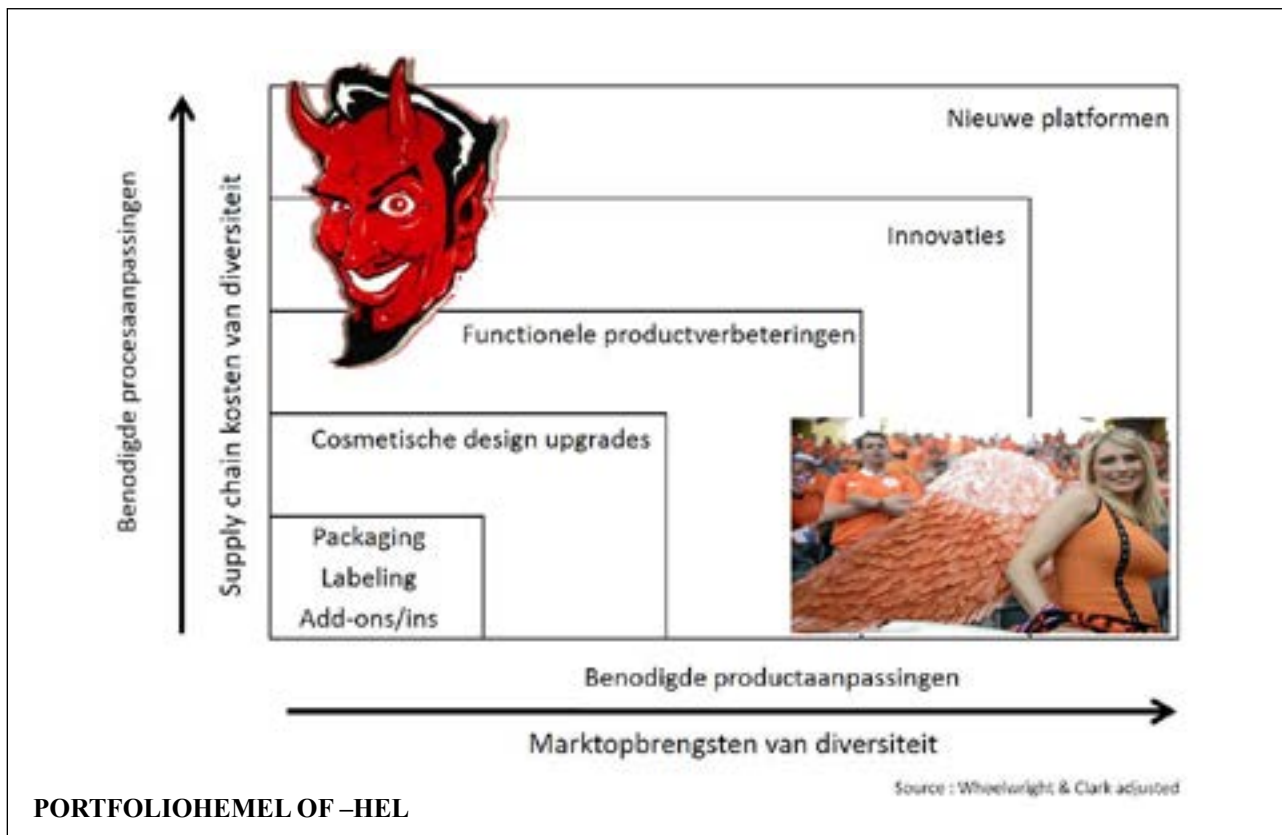 Nieuwe platformen
Innovaties
Functionele productverbeteringen
Cosmetische design upgrades
Packaging
Labeling
Add-ons/ins
Benodigde procesaanpassingen
Supply chain kosten van diversiteit
Benodigde productaanpassingen
Marktopbrengsten van diversiteit
Source : Wheelwright & Clark adjusted
PORTFOLIOHEMEL OF –HEL